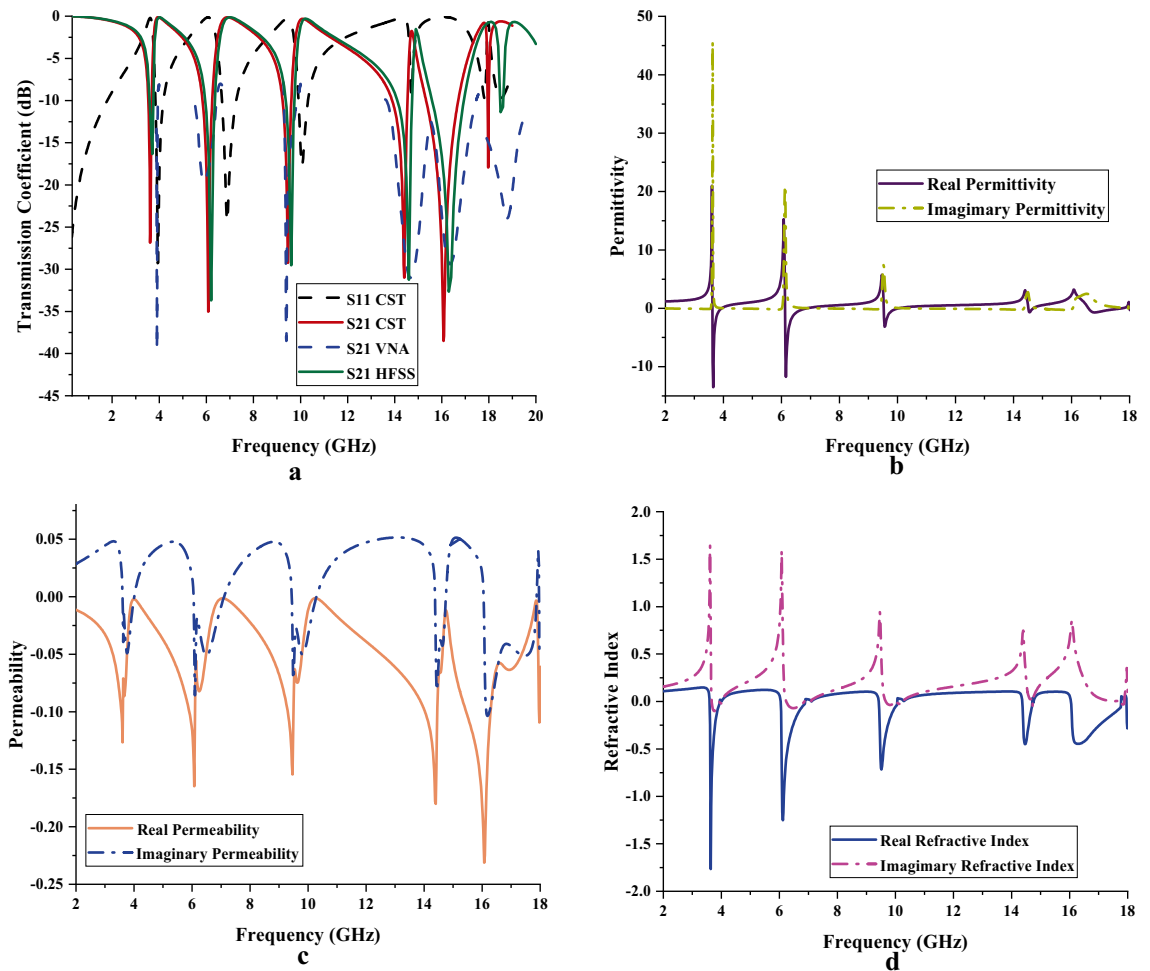 0
-5
-10
-15
-20
-25
-30
-35
-40
-45
Transmission Coefficient (dB)
S11 CST
S21 CST
S21 VNA
S21 HFSS
2 4 6 8 10 12 14 16 18 20
Frequency (GHz)
a
50
40
30
20
10
0
-10
Permittivity
Real Permittivity
Imagimary Permittivity
2 4 6 8 10 12 14 16 18
Frequency (GHz)
b
0.05
0.00
-0.05
-0.10
-0.15
-0.20
-0.25
Permeability
Real Permeability
Imaginary Permeability
2 4 6 8 10 12 14 16 18
Frequency (GHz)
c
2.0
1.5
1.0
0.5
0.0
-0.5
-1.0
-1.5
-2.0
Refractive Index
Real Refractive Index
Imagimary Refractive Index
2 4 6 8 10 12 14 16 18
Frequency (GHz)
d